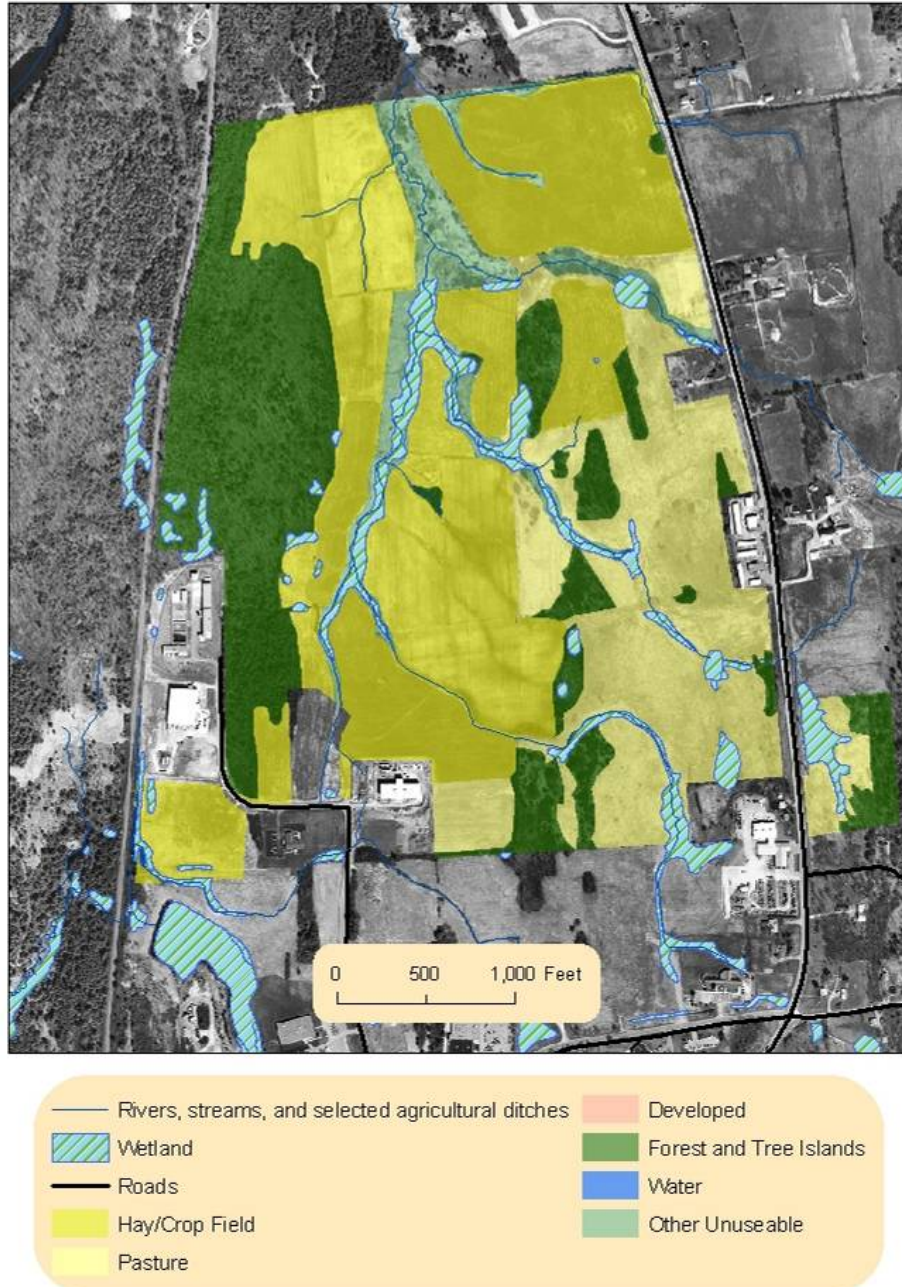 0 500 1,000 Feet
Rivers, streams, and selected agricultural ditches
Wetland
Roads
Hay/Crop Field
Pasture
Developed
Forest and Tree Islands
Water
Other Unuseable